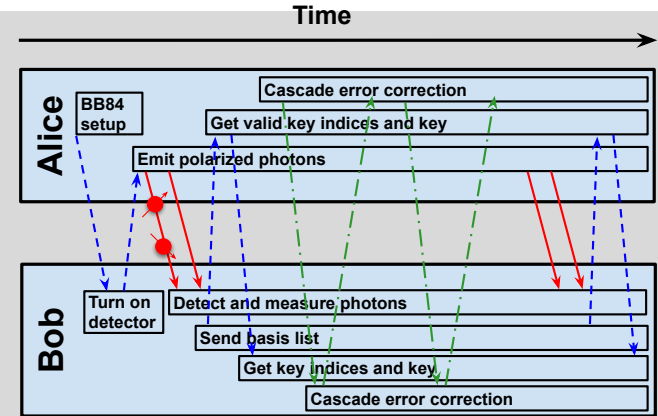 Time
Alice
BB84
setup
Cascade error correction
Get valid key indices and key
Emit polarized photons
Bob
Turn on
detector
Detect and measure photons
Send basis list
Get key indices and key
Cascade error correction